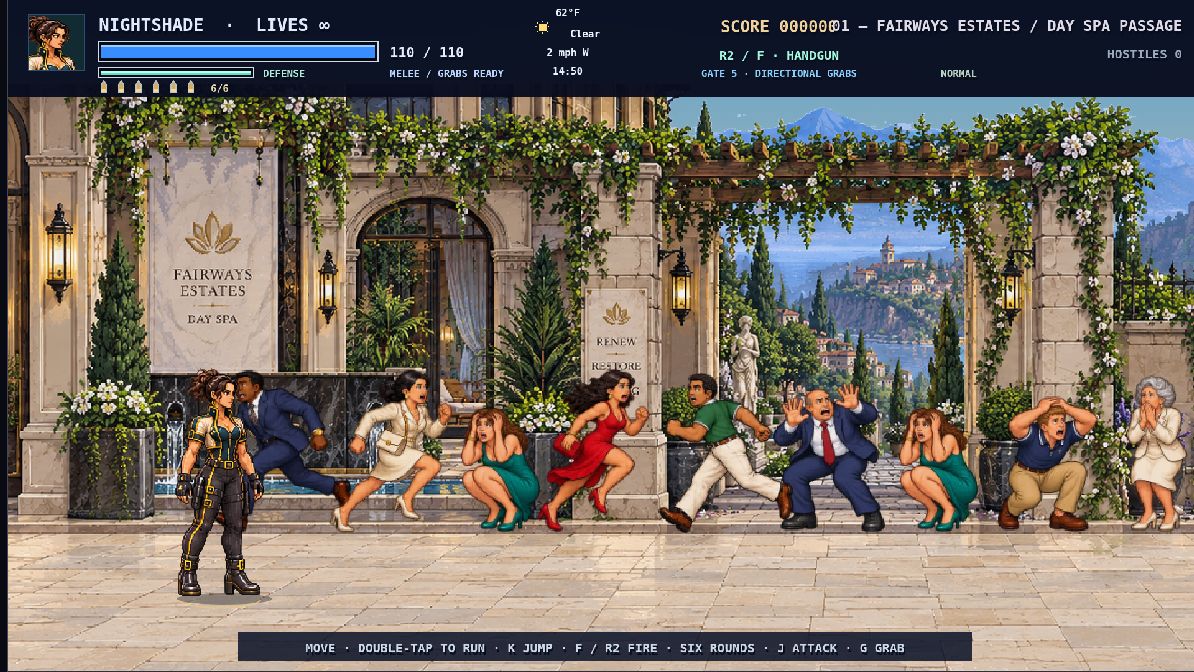 NIGHTSHADE · LIVES ∞
110 / 110
DEFENSE
MELEE / GRABS READY
6/6
62°F
Clear
2 mph W
14:50
SCORE 000000
01 — FAIRWAYS ESTATES / DAY SPA PASSAGE
R2 / F · HANDGUN
HOSTILES 0
GATE 5 · DIRECTIONAL GRABS
NORMAL
FAIRWAYS
ESTATES
DAY SPA
RENEW
RESTORE
MOVE · DOUBLE-TAP TO RUN · K JUMP · F / R2 FIRE · SIX ROUNDS · J ATTACK · G GRAB